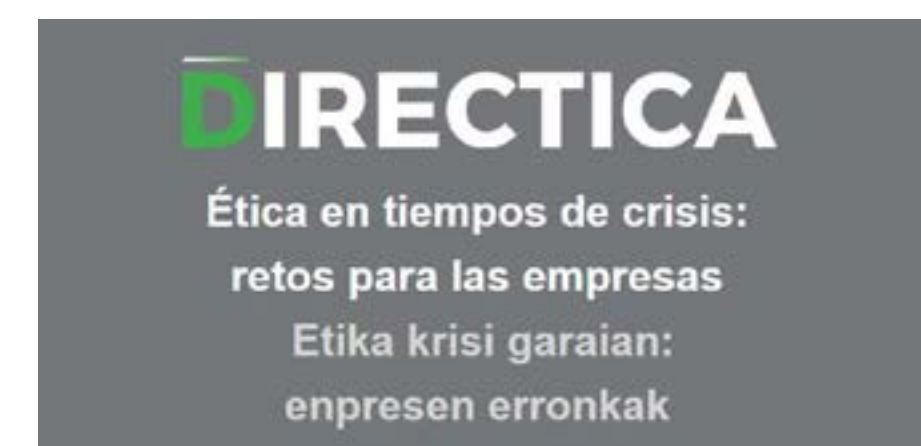 DIRECTICA
Ética en tiempos de crisis:
retos para las empresas
Etika krisi garaian:
enpresen erronkak